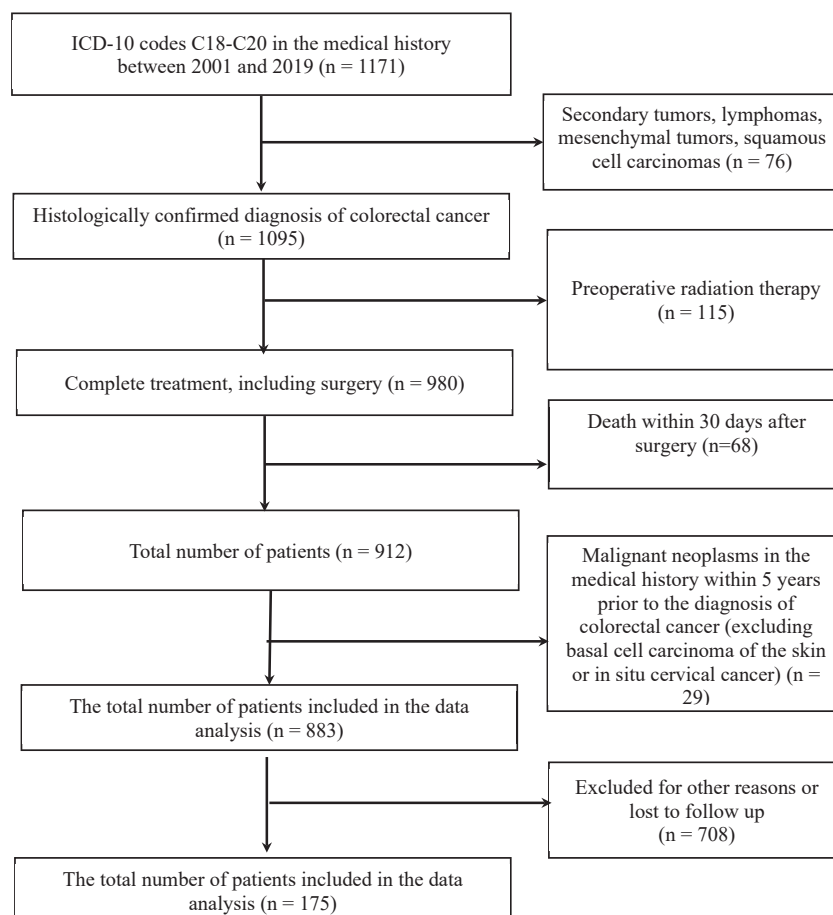 ICD-10 codes C18-C20 in the medical history
between 2001 and 2019 (n = 1171)
Secondary tumors, lymphomas,
mesenchymal tumors, squamous
cell carcinomas (n = 76)
Histologically confirmed diagnosis of colorectal cancer
(n = 1095)
Preoperative radiation therapy
(n = 115)
Complete treatment, including surgery (n = 980)
Death within 30 days after
surgery (n=68)
Total number of patients (n = 912)
Malignant neoplasms in the
medical history within 5 years
prior to the diagnosis of
colorectal cancer (excluding
basal cell carcinoma of the skin
or in situ cervical cancer) (n =
29)
The total number of patients included in the data
analysis (n = 883)
Excluded for other reasons or
lost to follow up
(n = 708)
The total number of patients included in the data
analysis (n = 175)